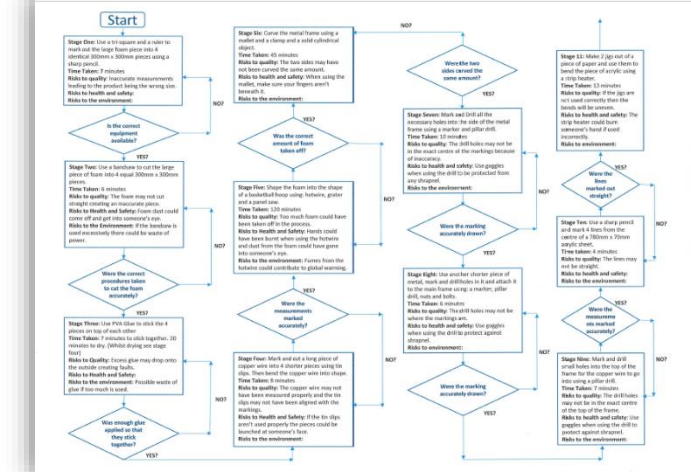 Start
Stage One: Use a tri-square and a ruler to
mark out the large foam piece into 4
identical 300mm x 300mm pieces using a
sharp pencil.
Time Taken: 7 minutes
Risks to quality: Inaccurate measurements
leading to the product being the wrong size.
Risks to health and safety:
Risks to the environment:
NO?
Is the correct
equipment
available?
YES?
Stage Two: Use a bandsaw to cut the large
piece of foam into 4 equal 300mm x 300mm
pieces.
Time Taken: 6 minutes
Risks to quality: The foam may not cut
straight creating an inaccurate piece.
Risks to Health and Safety: Foam dust could
come off and get into someone's eye.
Risks to the Environment: If the bandsaw is
used excessively there could be waste of
power.
NO?
Were the correct
procedures taken
to cut the foam
accurately?
YES?
Stage Three: Use PVA Glue to stick the 4
pieces on top of each other
Time Taken: 7 minutes to stick together. 20
minutes to dry. (Whilst drying see stage
four)
Risks to Quality: Excess glue may drop onto
the outside creating faults.
Risks to Health and Safety:
Risks to the environment: Possible waste of
glue if too much is used.
NO?
Was enough glue
applied so that
they stick
together?
YES?
Stage Six: Curve the metal frame using a
mallet and a clamp and a solid cylindrical
object.
Time Taken: 45 minutes
Risks to quality: The two sides may have
not been curved the same amount.
Risks to health and safety: When using the
mallet, make sure your fingers aren't
beneath it.
Risks to the environment:
NO?
Was the correct
amount of foam
taken off?
YES?
Stage Five: Shape the foam into the shape
of a basketball hoop using: hotwire, grater
and a panel saw.
Time Taken: 120 minutes
Risks to quality: Too much foam could have
been taken off in the process.
Risks to Health and Safety: Hands could
have been burnt when using the hotwire
and dust from the foam could have gone
into someone's eye.
Risks to the environment: Fumes from the
hotwire could contribute to global warming.
NO?
YES?
Were the
measurements
marked
accurately?
Stage Four: Mark and cut a long piece of
copper wire into 4 shorter pieces using tin
slips. Then bend the copper wire into shape.
Time Taken: 8 minutes
Risks to quality: The copper wire may not
have been measured properly and the tin
slips may not have been aligned with the
markings.
Risks to Health and Safety: If the tin slips
aren't used properly the pieces could be
launched at someone's face.
Risks to the environment:
NO?
Were the two
sides curved the
same amount?
YES?
Stage Seven: Mark and Drill all the
necessary holes into the side of the metal
frame using a marker and pillar drill.
Time Taken: 10 minutes
Risks to quality: The drill holes may not be
in the exact centre of the markings because
of inaccuracy.
Risks to health and safety: Use goggles
when using the drill to be protected from
any shrapnel.
Risks to environment:
NO?
Were the marking
accurately drawn?
YES?
Stage Eight: Use another shorter piece of
metal, mark and drill holes in it and attach it
to the main frame using: a marker, pillar
drill, nuts and bolts.
Time Taken: 6 minutes
Risks to quality: The drill holes may not be
where the markings are.
Risks to health and safety: Use goggles
when using the drill to protect against
shrapnel.
Risks to environment:
NO?
Were the marking
accurately drawn?
YES?
Stage 11: Make 2 jigs out of a
piece of paper and use them to
bend the piece of acrylic using
a strip heater.
Time Taken: 13 minutes
Risks to quality: If the jigs are
not used correctly then the
bends will be uneven.
Risks to health and safety: The
strip heater could burn
someone's hand if used
incorrectly.
Risks to environment:
YES?
Were the
lines
marked out
straight?
NO?
Stage Ten: Use a sharp pencil
and mark 4 lines from the
centre of a 780mm x 70mm
acrylic sheet.
Time taken: 4 minutes
Risks to quality: The lines may
not be straight.
Risks to health and safety:
Risks to environment:
YES?
Were the
measureme
nts marked
accurately?
NO?
Stage Nine: Mark and drill
small holes into the top of the
frame for the copper wire to go
into using a pillar drill.
Time Taken: 7 minutes
Risks to quality: The drill holes
may not be in the exact centre
of the top of the frame.
Risks to health and safety: Use
goggles when using the drill to
protect against shrapnel.
Risks to the environment: